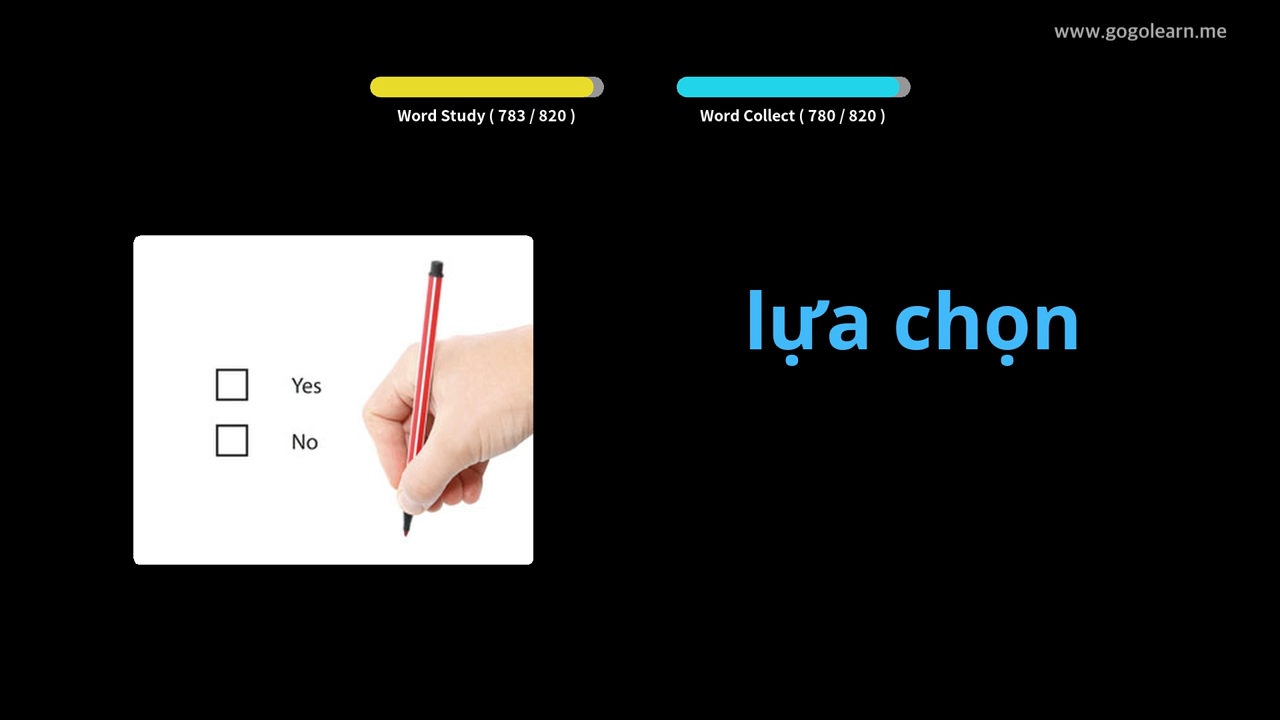 www.gogolearn.me
Word Study ( 783 / 820 )
Word Collect ( 780 / 820 )
lựa chọn
Yes
No